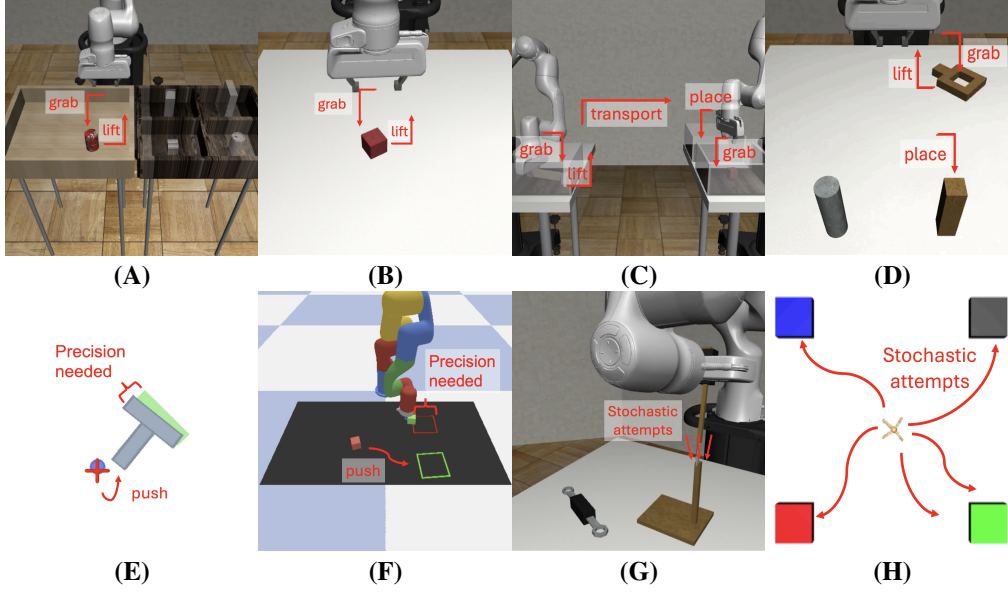 grab
lift
grab
lift
transport
place
grab
lift
grab
grab
lift
place
(A)
(B)
(C)
(D)
Precision
needed
push
Precision
needed
push
Stochastic
attempts
Stochastic
attempts
(E)
(F)
(G)
(H)